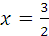 x = 3/2